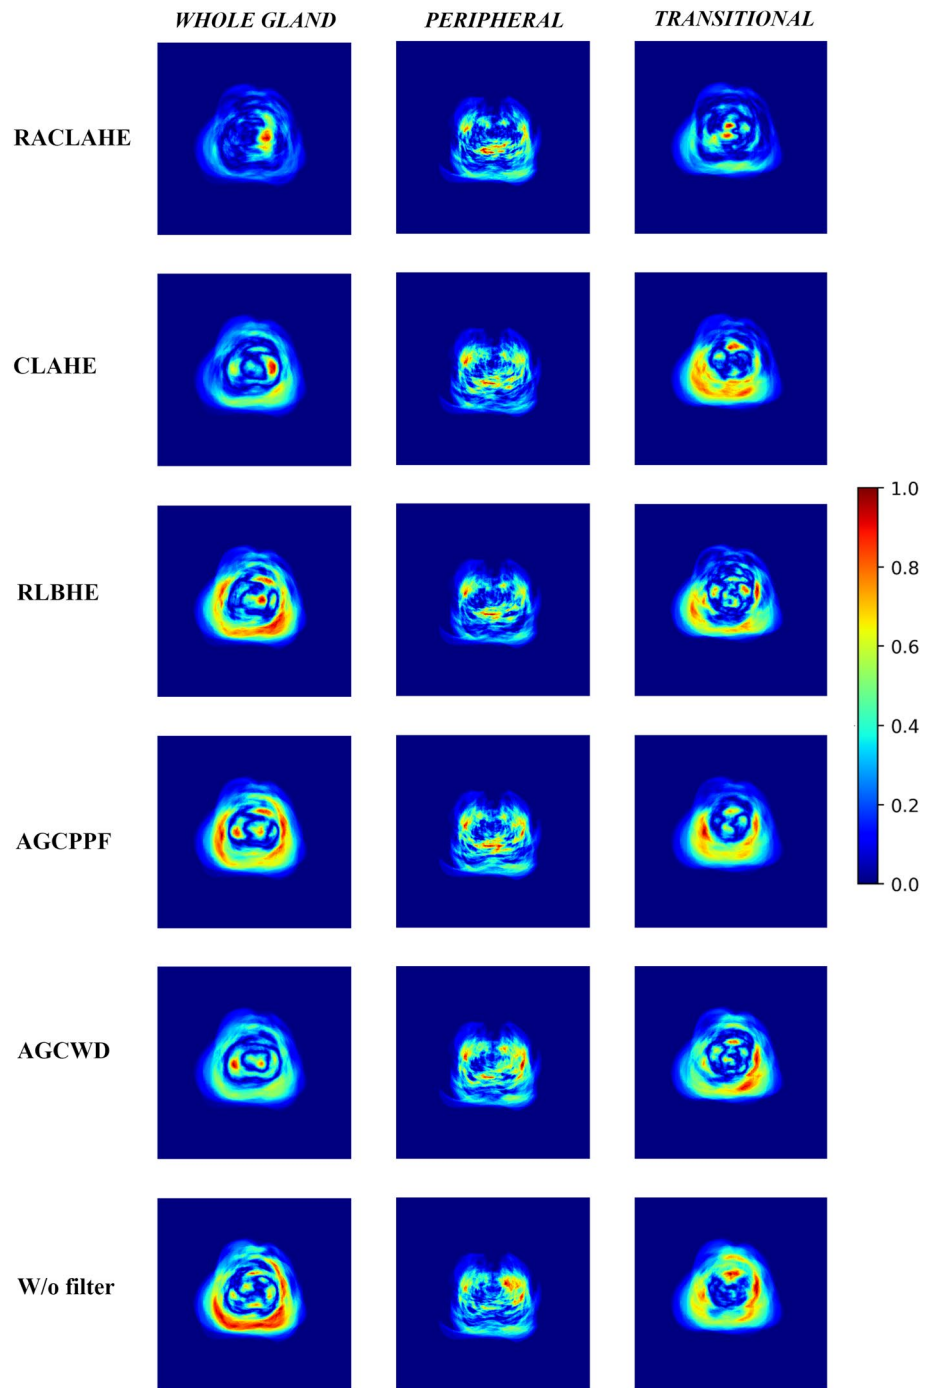 WHOLE GLAND PERIPHERAL TRANSITIONAL
RACLAHE
CLAHE
RLBHE
AGCPPF
AGCWD
W/o filter
1.0
0.8
0.6
0.4
0.2
0.0